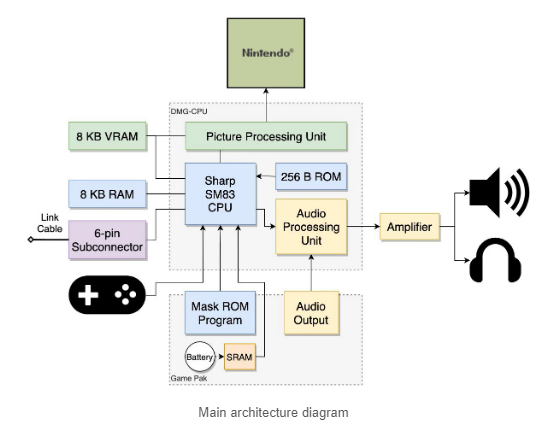 Nintendo®
DMG-CPU
8 KB VRAM
Picture Processing Unit
Sharp
SM83
CPU
256 B ROM
8 KB RAM
Link
Cable
6-pin
Subconnector
Audio
Processing
Unit
Amplifier
Mask ROM
Program
Audio
Output
Battery
SRAM
Game Pak
Main architecture diagram